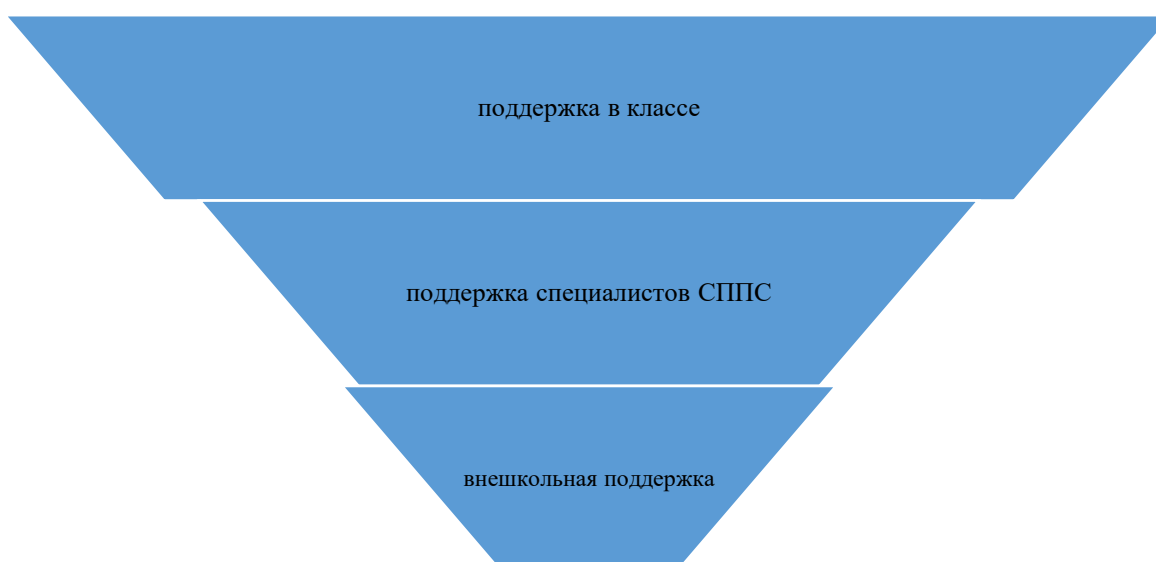 поддержка в классе
поддержка специалистов СППС
внешкольная поддержка